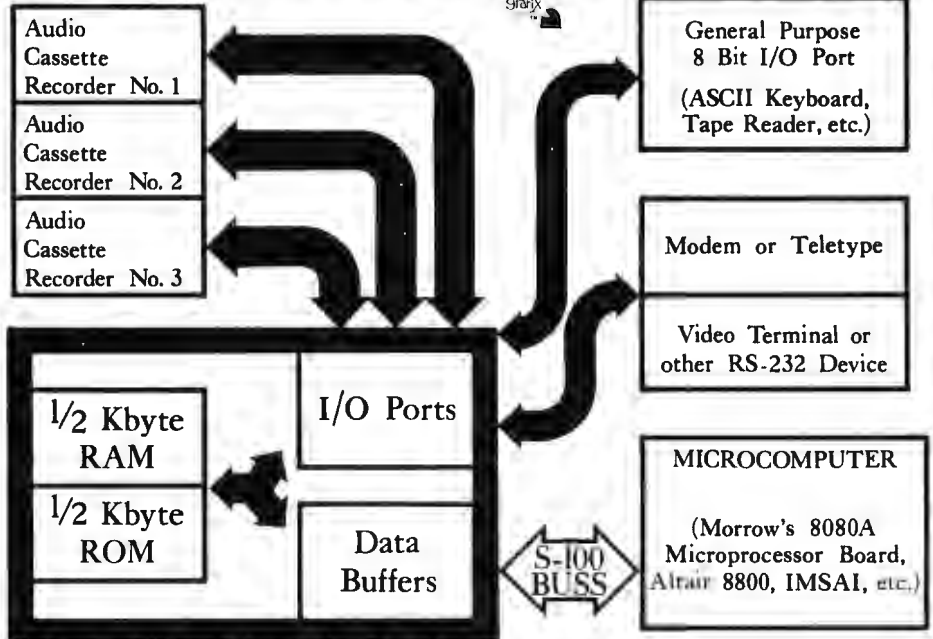 grafix
™
Audio
Cassette
Recorder No. 1
Audio
Cassette
Recorder No. 2
Audio
Cassette
Recorder No. 3
General Purpose
8 Bit I/O Port
(ASCII Keyboard,
Tape Reader, etc.)
Modem or Teletype
Video Terminal or
other RS-232 Device
1/2 Kbyte
RAM
1/2 Kbyte
ROM
I/O Ports
Data
Buffers
S-100
BUSS
MICROCOMPUTER
(Morrow's 8080A
Microprocessor Board,
Altair 8800, IMSAI, etc.)